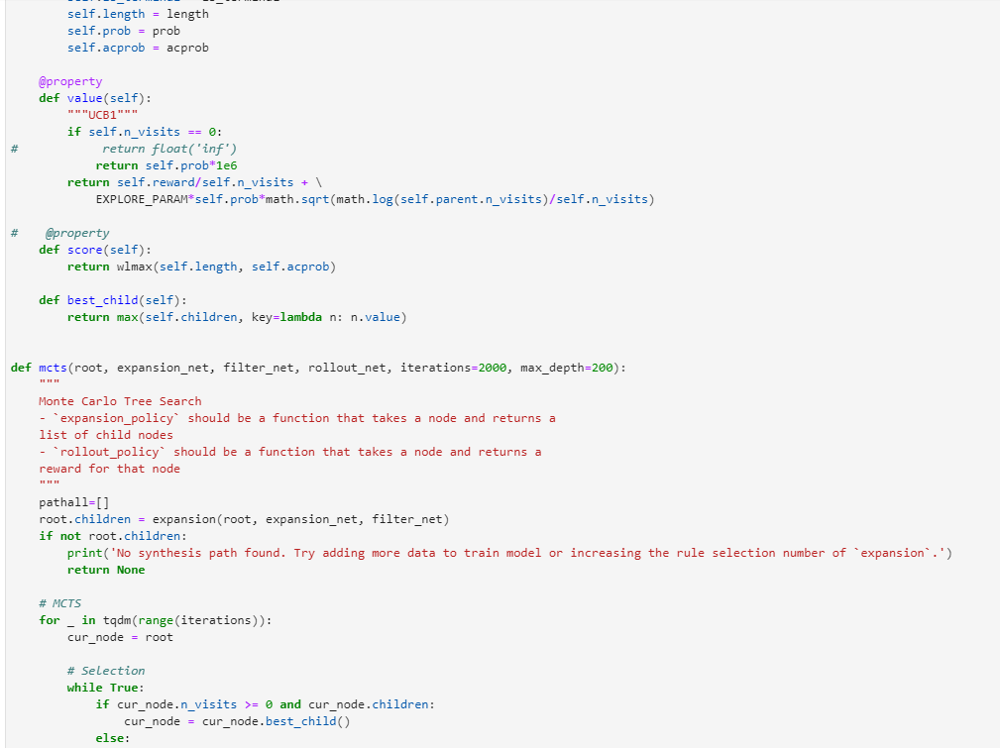 self.length = length
        self.prob = prob
        self.acprob = acprob

    @property
    def value(self):
        """UCB1"""
        if self.n_visits == 0:
#            return float('inf')
            return self.prob*1e6
        return self.reward/self.n_visits + \
            EXPLORE_PARAM*self.prob*math.sqrt(math.log(self.parent.n_visits)/self.n_visits)

#    @property
    def score(self):
        return wlmax(self.length, self.acprob)

    def best_child(self):
        return max(self.children, key=lambda n: n.value)


def mcts(root, expansion_net, filter_net, rollout_net, iterations=2000, max_depth=200):
    """
    Monte Carlo Tree Search
    - `expansion_policy` should be a function that takes a node and returns a
    list of child nodes
    - `rollout_policy` should be a function that takes a node and returns a
    reward for that node
    """
    pathall=[]
    root.children = expansion(root, expansion_net, filter_net)
    if not root.children:
        print('No synthesis path found. Try adding more data to train model or increasing the rule selection number of `expansion`.')
        return None

    # MCTS
    for _ in tqdm(range(iterations)):
        cur_node = root

        # Selection
        while True:
            if cur_node.n_visits >= 0 and cur_node.children:
                cur_node = cur_node.best_child()
            else: